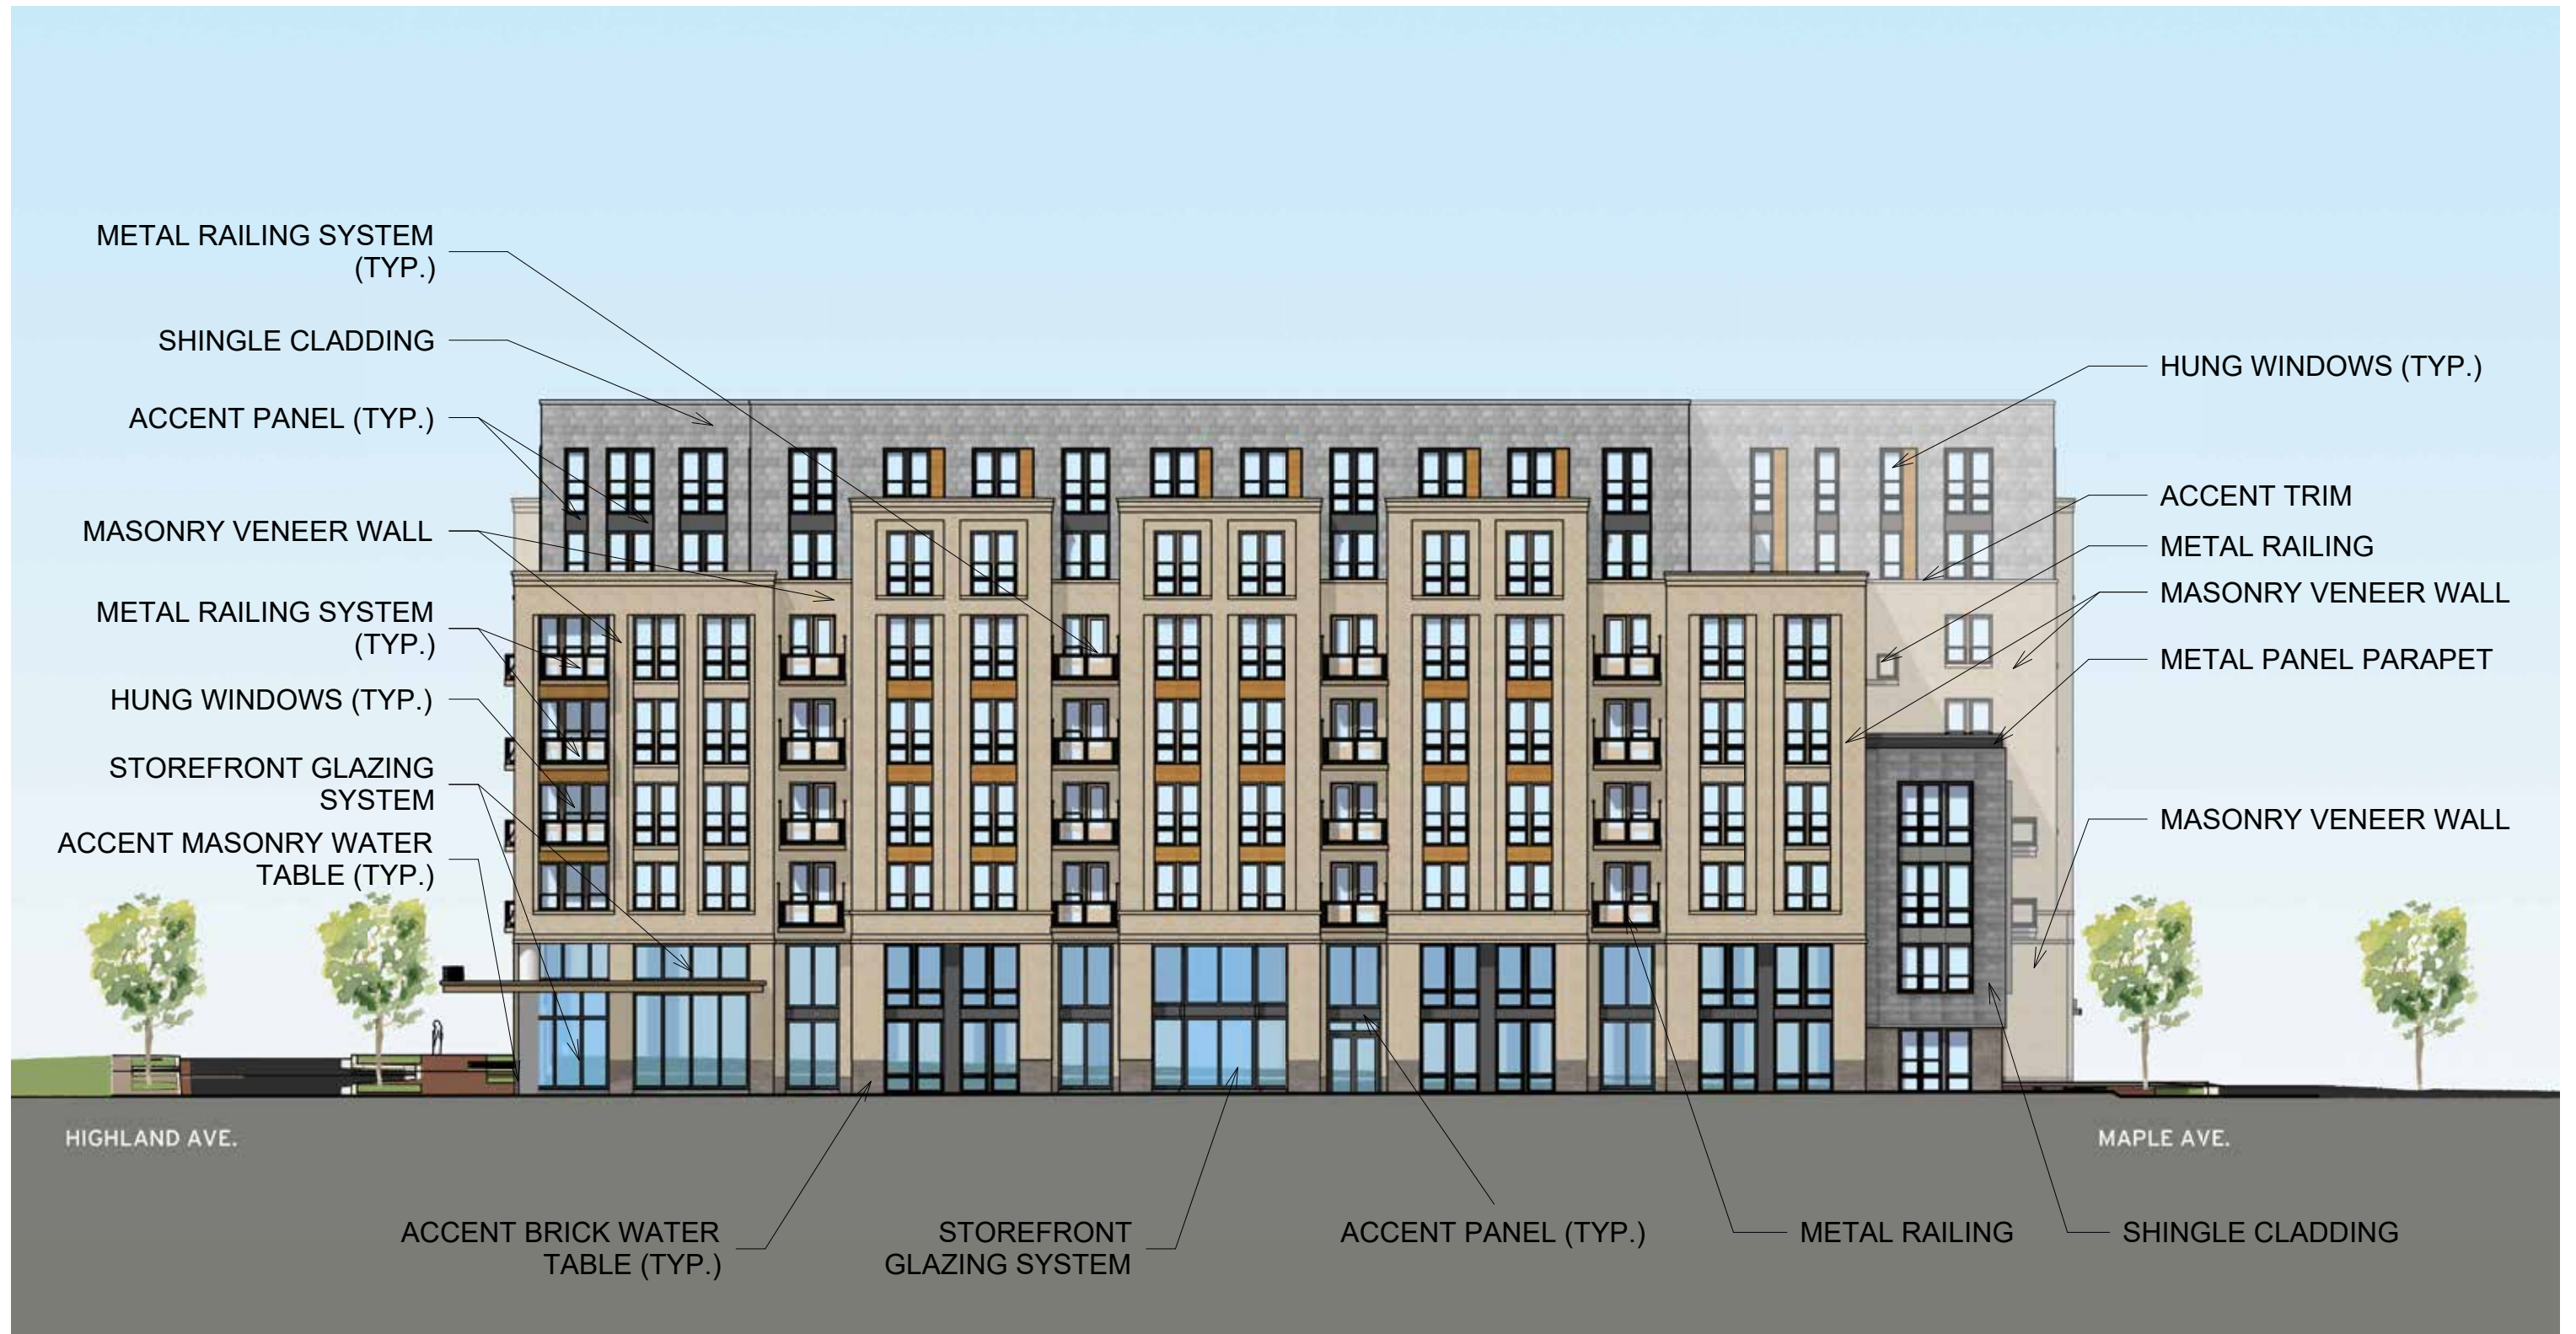 METAL RAILING SYSTEM
(TYP.)
SHINGLE CLADDING
ACCENT PANEL (TYP.)
MASONRY VENEER WALL
METAL RAILING SYSTEM
(TYP.)
HUNG WINDOWS (TYP.)
STOREFRONT GLAZING
SYSTEM
ACCENT MASONRY WATER
TABLE (TYP.)
HUNG WINDOWS (TYP.)
ACCENT TRIM
METAL RAILING
MASONRY VENEER WALL
METAL PANEL PARAPET
MASONRY VENEER WALL
HIGHLAND AVE.
MAPLE AVE.
ACCENT BRICK WATER
TABLE (TYP.)
STOREFRONT
GLAZING SYSTEM
ACCENT PANEL (TYP.)
METAL RAILING
SHINGLE CLADDING